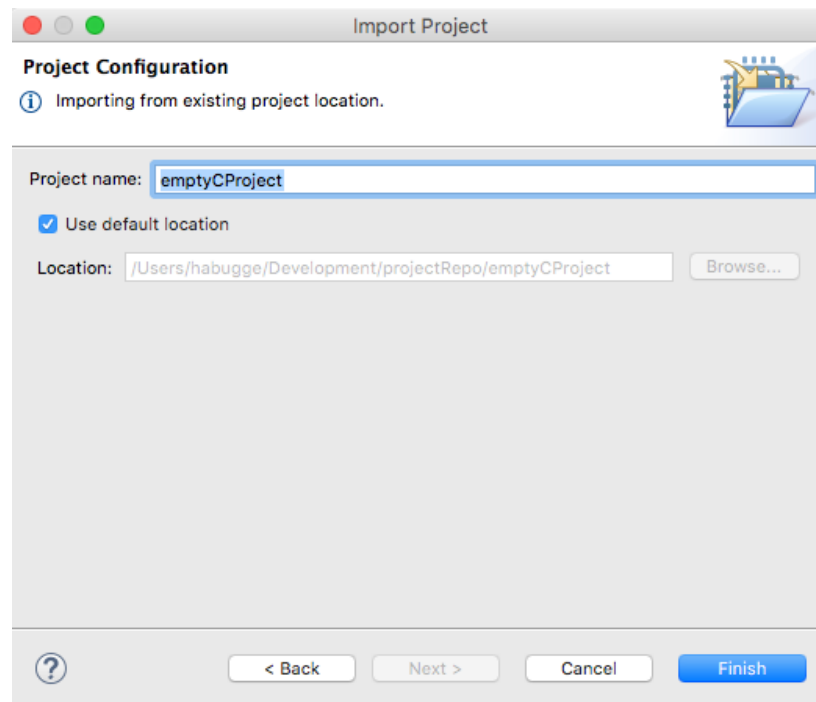 Import Project
Project Configuration
Importing from existing project location.
Project name: emptyCProject
Use default location
Location: /Users/habugge/Development/projectRepo/emptyCProject Browse...
? < Back Next > Cancel Finish